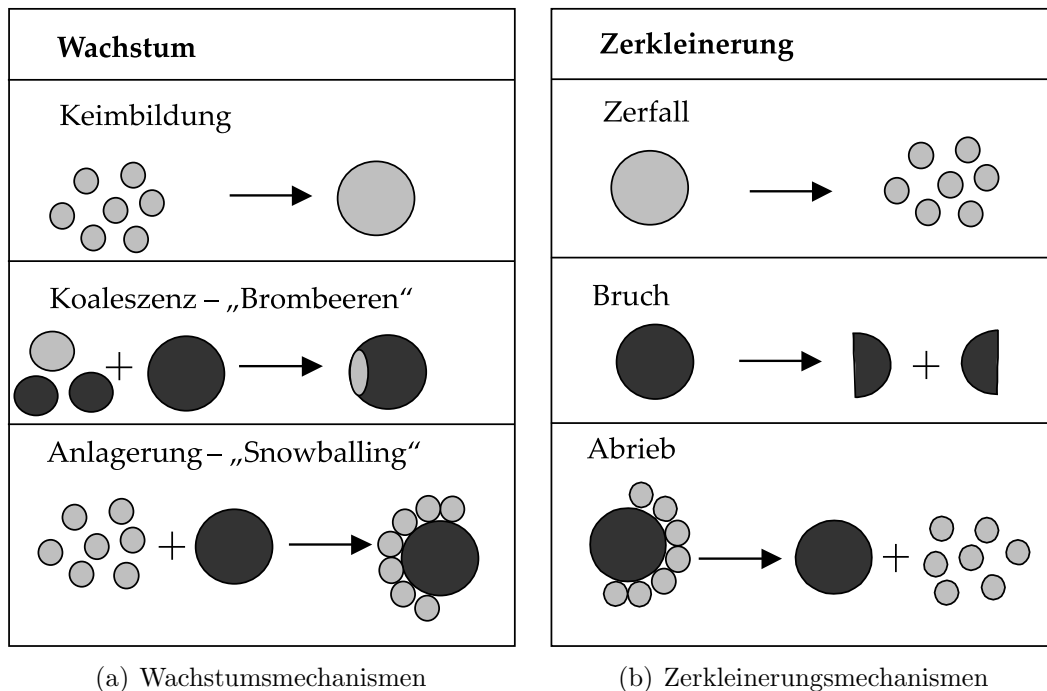 Wachstum
Keimbildung
Koaleszenz – „Brombeeren“
+
Anlagerung – „Snowballing“
+
(a) Wachstumsmechanismen
Zerkleinerung
Zerfall
Bruch
+
Abrieb
+
(b) Zerkleinerungsmechanismen